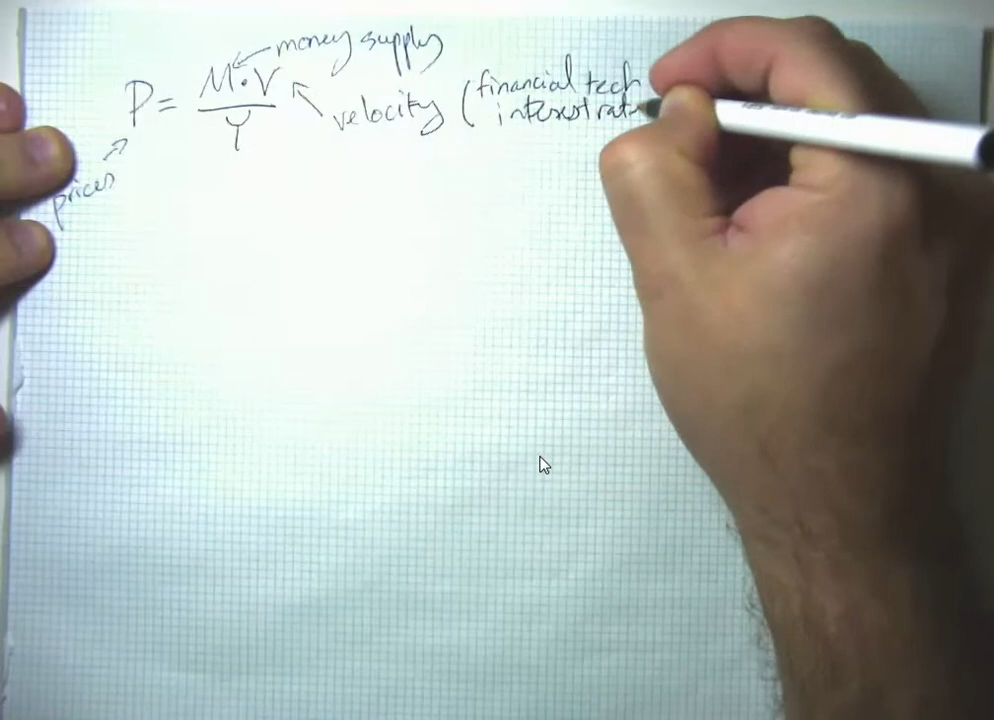 money supply
P = M·V / Y
velocity (financial tech
interest rat
prices